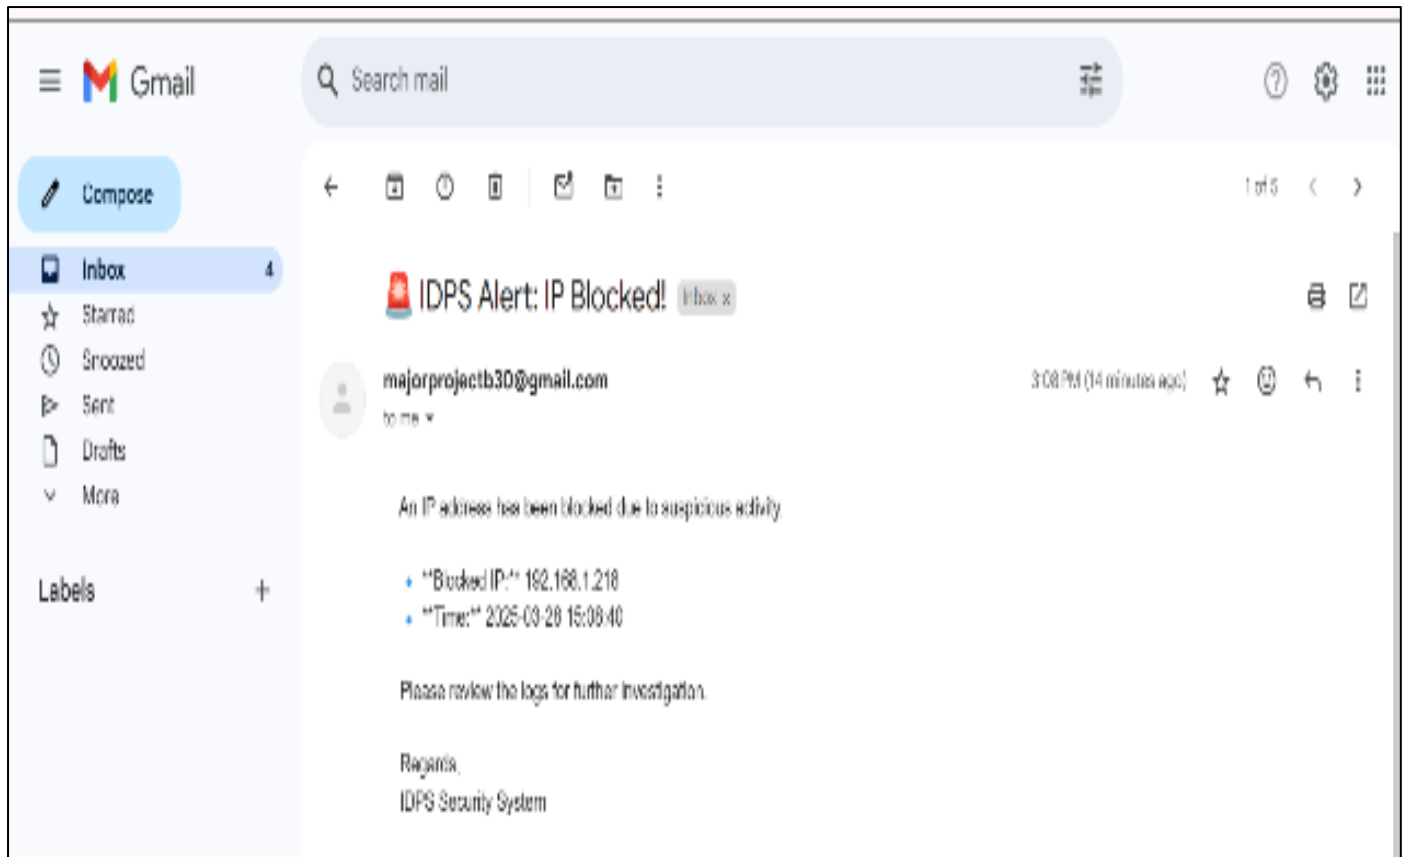 Gmail
Search mail
Compose
1 of 5
Inbox 4
🚨 IDPS Alert: IP Blocked! Inbox x
Starred
Snoozed
majorprojectb30@gmail.com 3:08 PM (14 minutes ago)
Sent
to me
Drafts
More
An IP address has been blocked due to suspicious activity
**Blocked IP:** 192.168.1.218
Labels +
**Time:** 2025-03-28 15:08:40
Please review the logs for further investigation.
Regards,
IDPS Security System